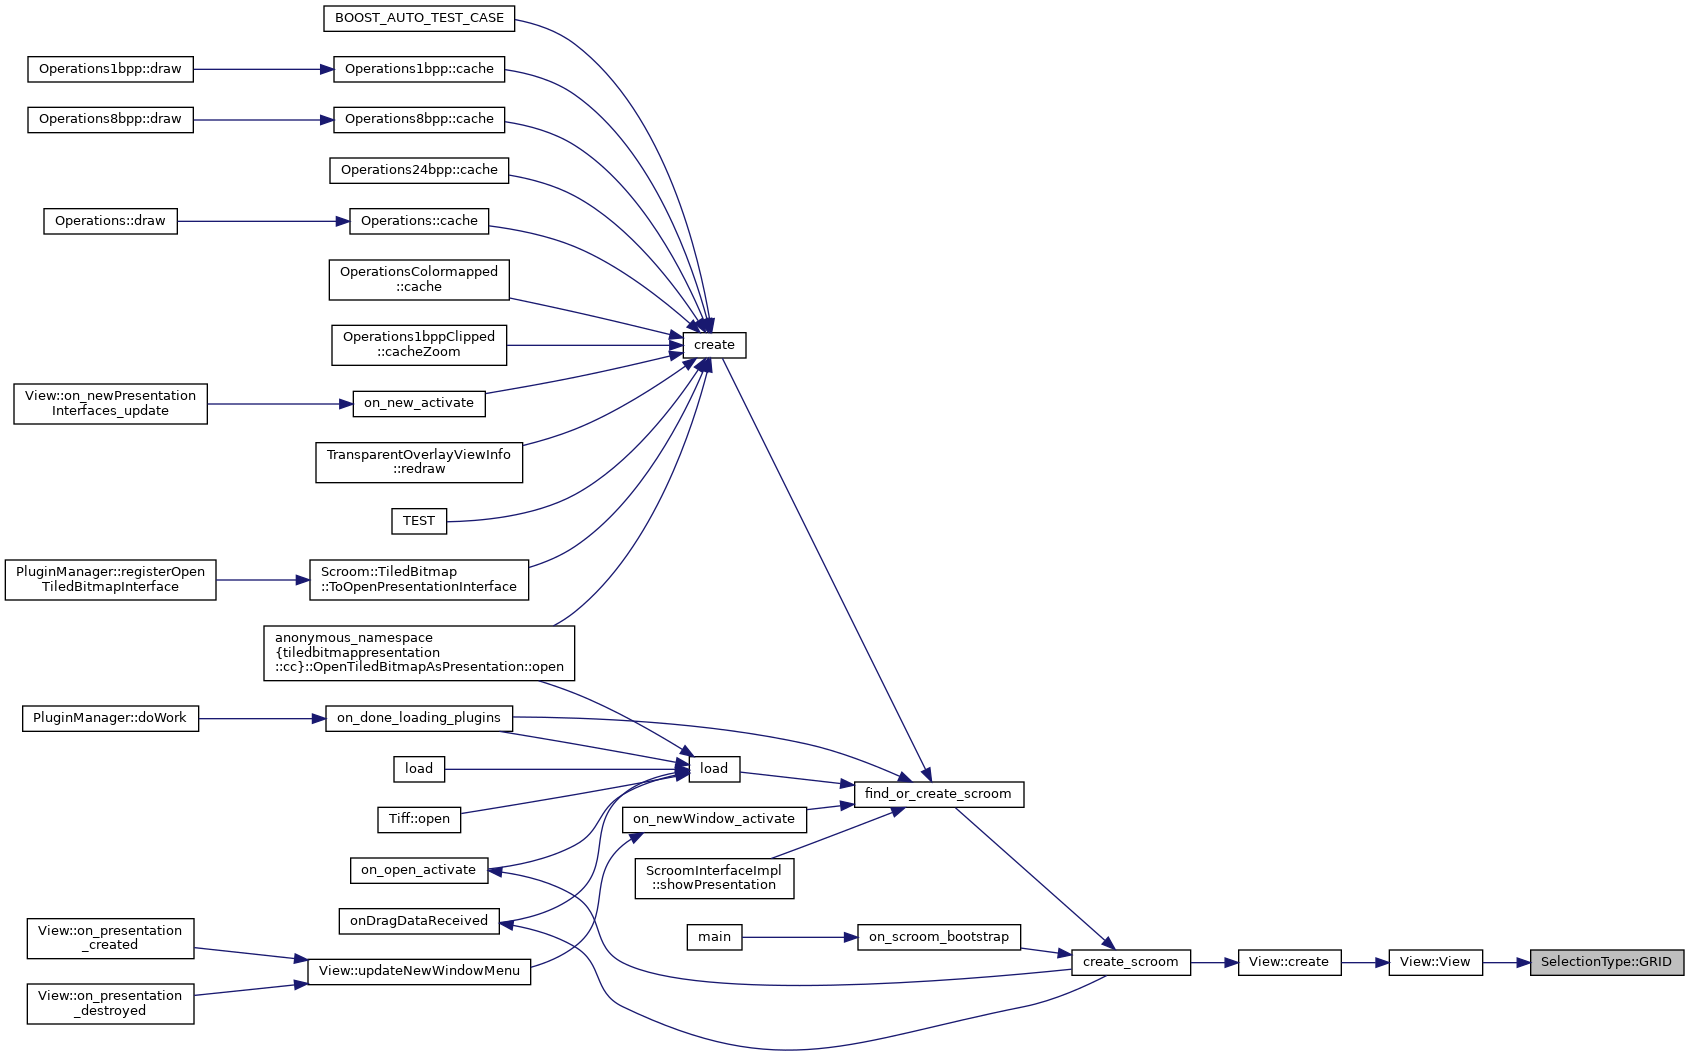 BOOST_AUTO_TEST_CASE
Operations1bpp::draw
Operations1bpp::cache
Operations8bpp::draw
Operations8bpp::cache
Operations24bpp::cache
Operations::draw
Operations::cache
OperationsColormapped
::cache
Operations1bppClipped
::cacheZoom
create
View::on_newPresentation
Interfaces_update
on_new_activate
TransparentOverlayViewInfo
::redraw
TEST
PluginManager::registerOpen
TiledBitmapInterface
Scroom::TiledBitmap
::ToOpenPresentationInterface
anonymous_namespace
{tiledbitmappresentation
::cc}::OpenTiledBitmapAsPresentation::open
PluginManager::doWork
on_done_loading_plugins
load
load
find_or_create_scroom
Tiff::open
on_newWindow_activate
on_open_activate
ScroomInterfaceImpl
::showPresentation
onDragDataReceived
main
on_scroom_bootstrap
View::on_presentation
_created
View::updateNewWindowMenu
create_scroom
View::create
View::View
SelectionType::GRID
View::on_presentation
_destroyed